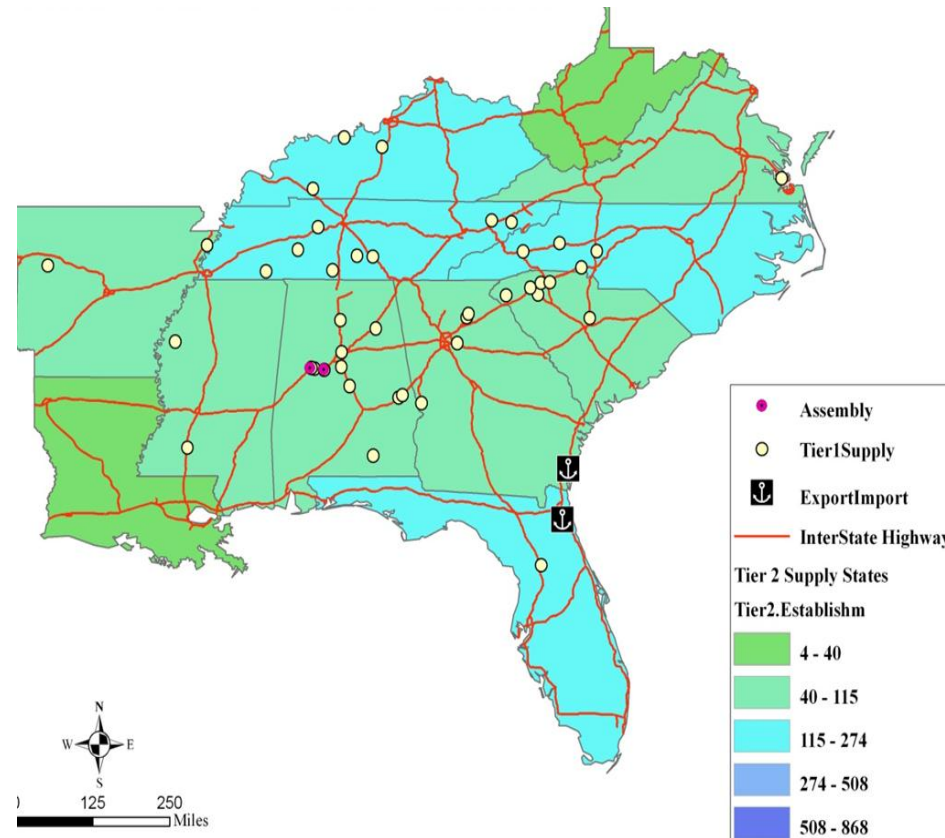 Assembly
Tier1Supply
ExportImport
InterState Highway
Tier 2 Supply States
Tier2.Establishm
4 - 40
40 - 115
115 - 274
274 - 508
508 - 868
N
W E
S
0 125 250
Miles